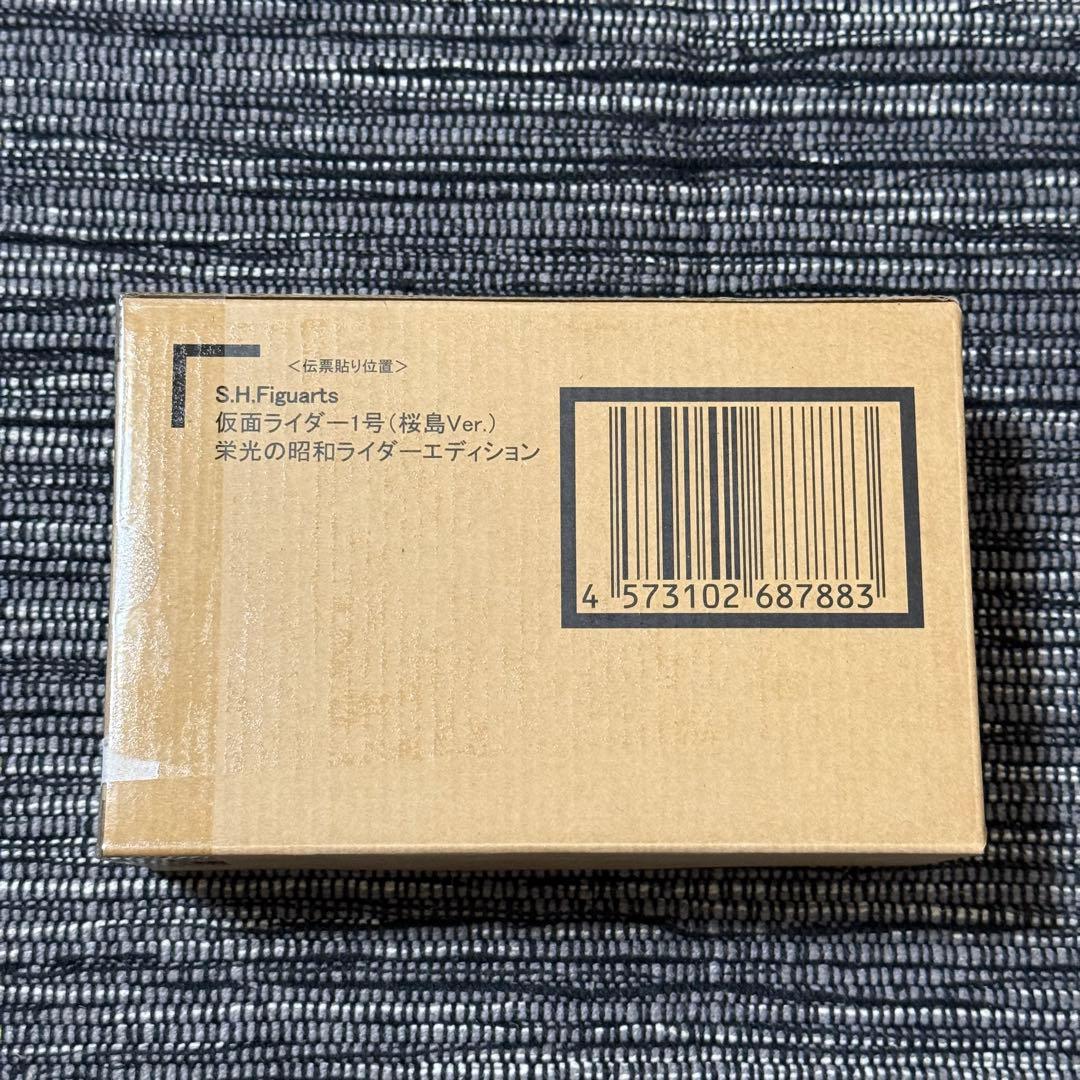 ＜伝票貼り位置＞
S.H.Figuarts
仮面ライダー1号（桜島Ver.）
栄光の昭和ライダーエディション
4 573102 687883